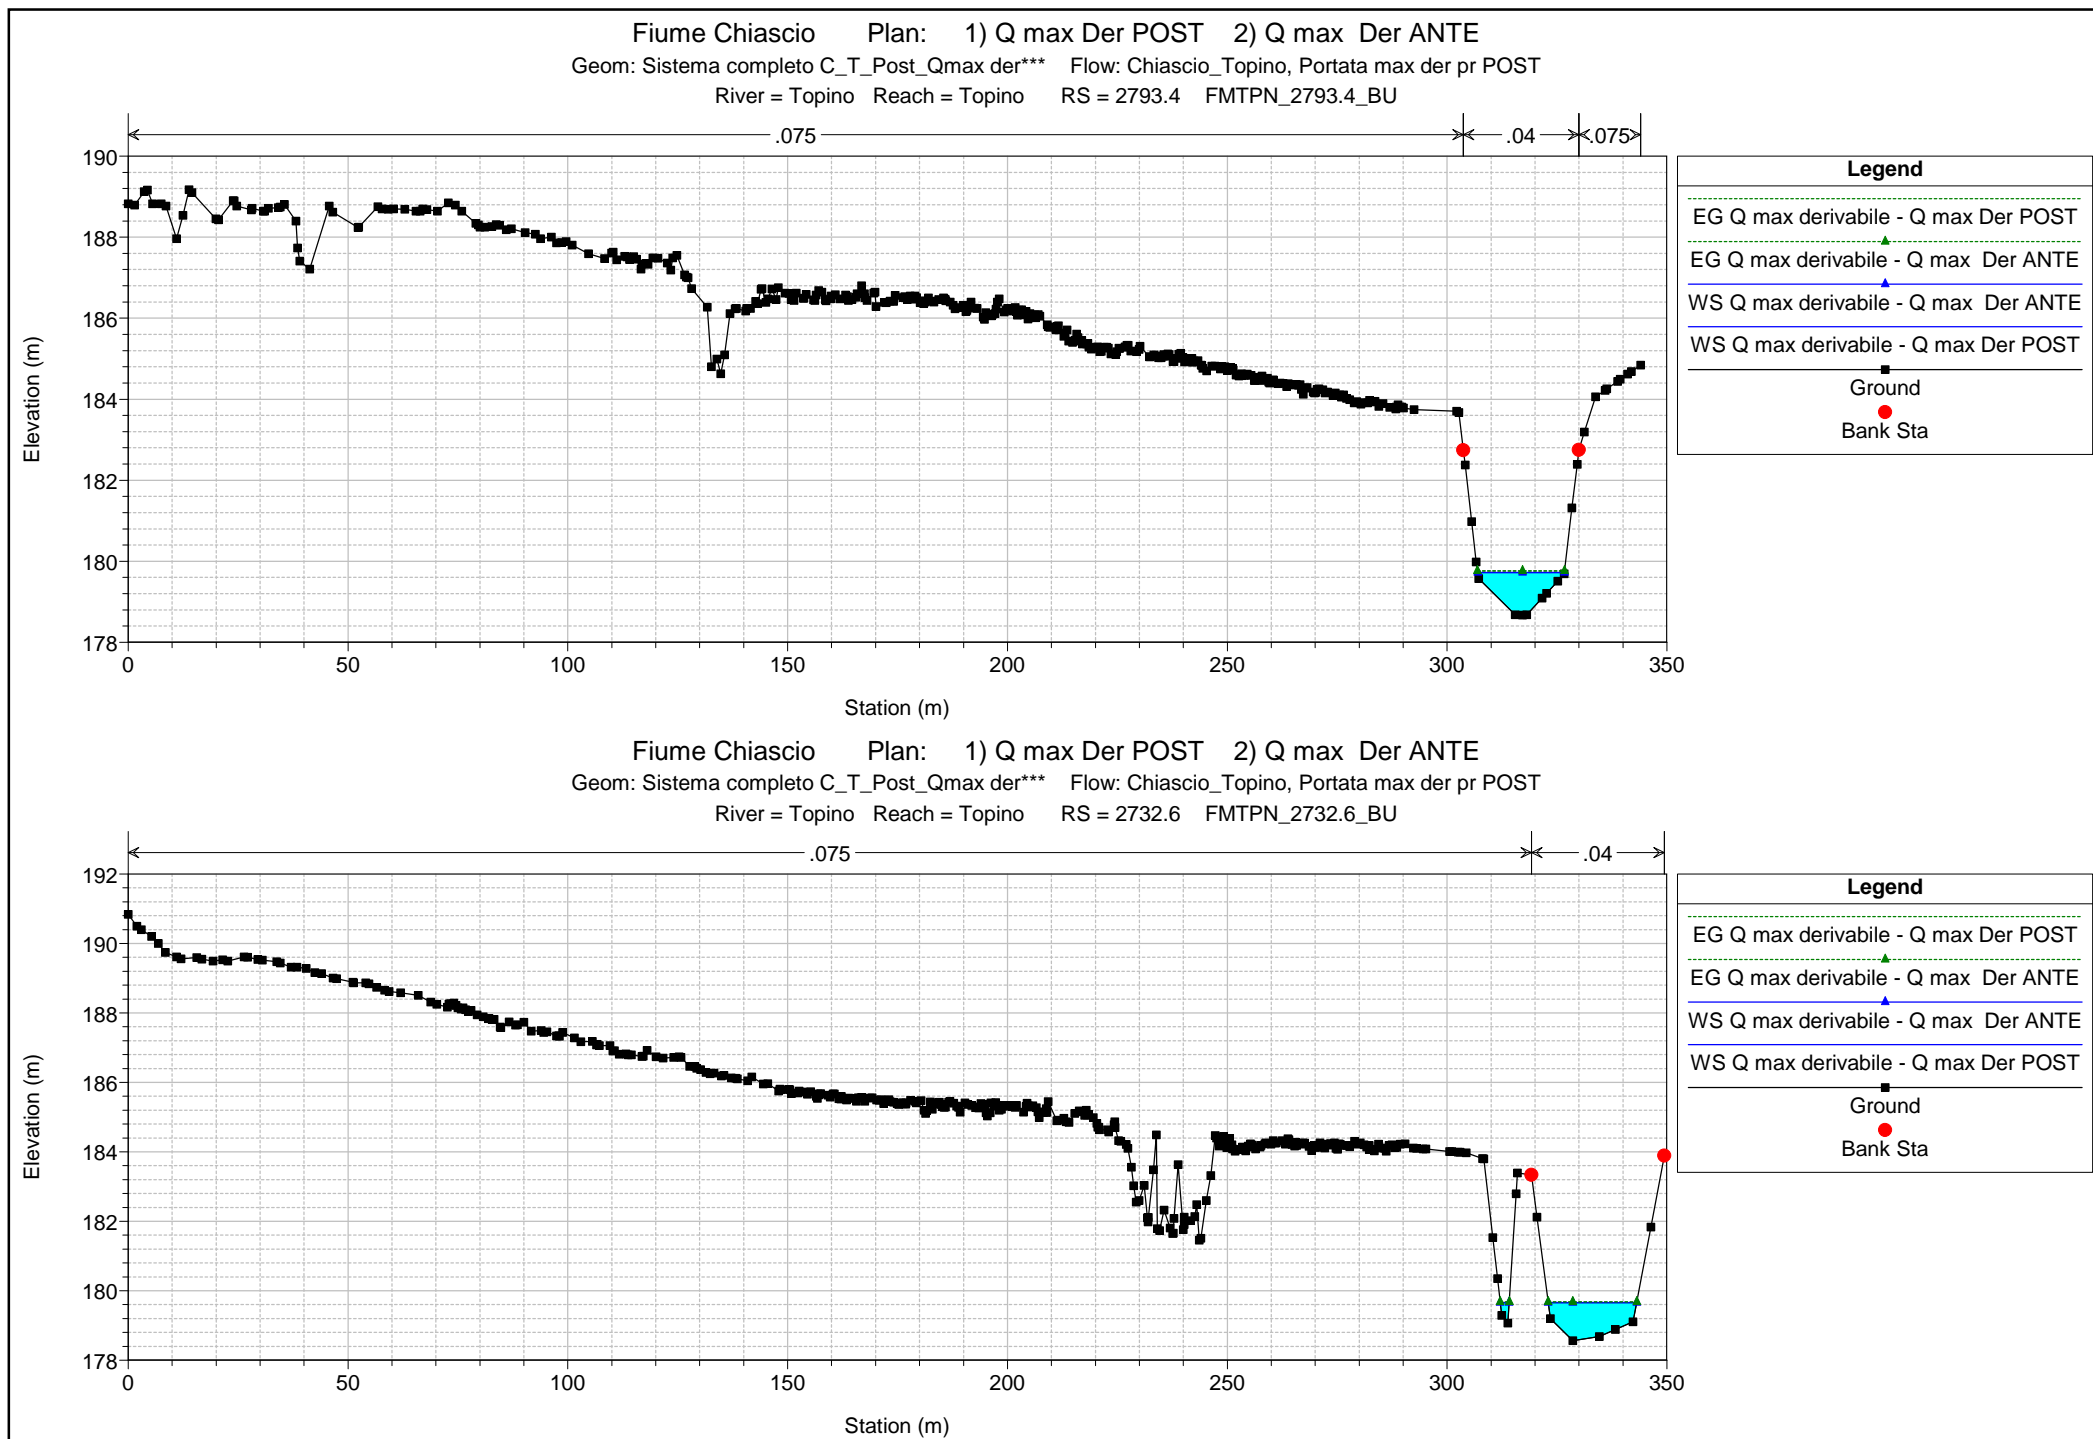 Fiume Chiascio Plan: 1) Q max Der POST 2) Q max Der ANTE
Geom: Sistema completo C_T_Post_Qmax der*** Flow: Chiascio_Topino, Portata max der pr POST
River = Topino Reach = Topino RS = 2793.4 FMTPN_2793.4_BU
.075 .04 .075
190
188
186
184
182
180
178
Elevation (m)
0 50 100 150 200 250 300 350
Station (m)
Legend
EG Q max derivabile - Q max Der POST
EG Q max derivabile - Q max Der ANTE
WS Q max derivabile - Q max Der ANTE
WS Q max derivabile - Q max Der POST
Ground
Bank Sta
Fiume Chiascio Plan: 1) Q max Der POST 2) Q max Der ANTE
Geom: Sistema completo C_T_Post_Qmax der*** Flow: Chiascio_Topino, Portata max der pr POST
River = Topino Reach = Topino RS = 2732.6 FMTPN_2732.6_BU
.075 .04
192
190
188
186
184
182
180
178
Elevation (m)
0 50 100 150 200 250 300 350
Station (m)
Legend
EG Q max derivabile - Q max Der POST
EG Q max derivabile - Q max Der ANTE
WS Q max derivabile - Q max Der ANTE
WS Q max derivabile - Q max Der POST
Ground
Bank Sta